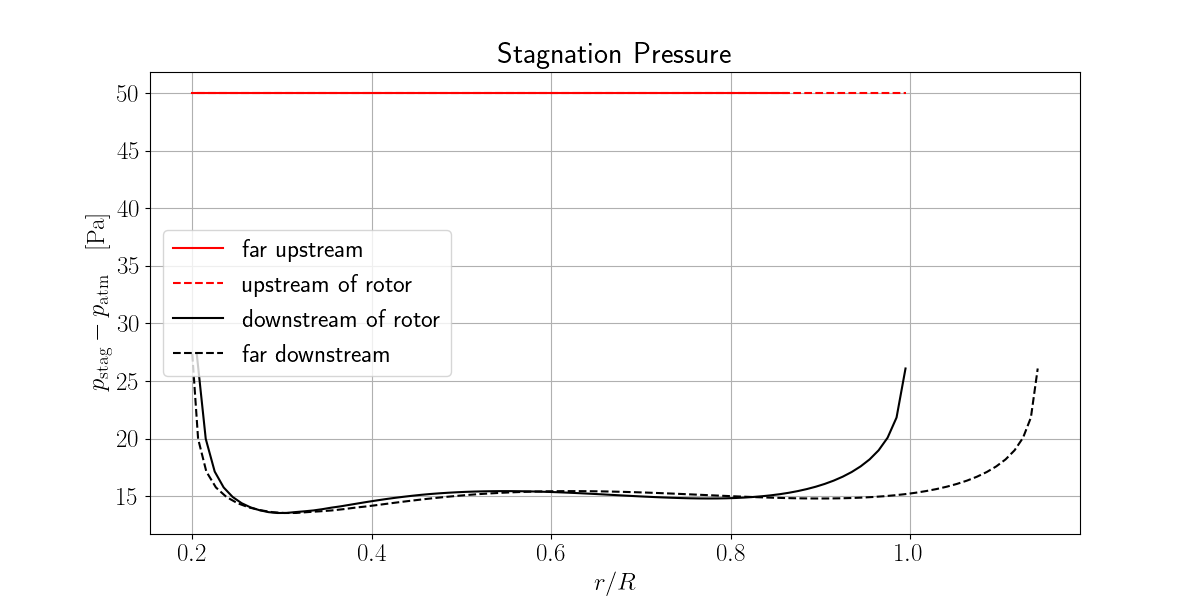 Stagnation Pressure
50
45
40
35
30
25
20
15
p_stag − p_atm [Pa]
far upstream
upstream of rotor
downstream of rotor
far downstream
0.2 0.4 0.6 0.8 1.0
r/R